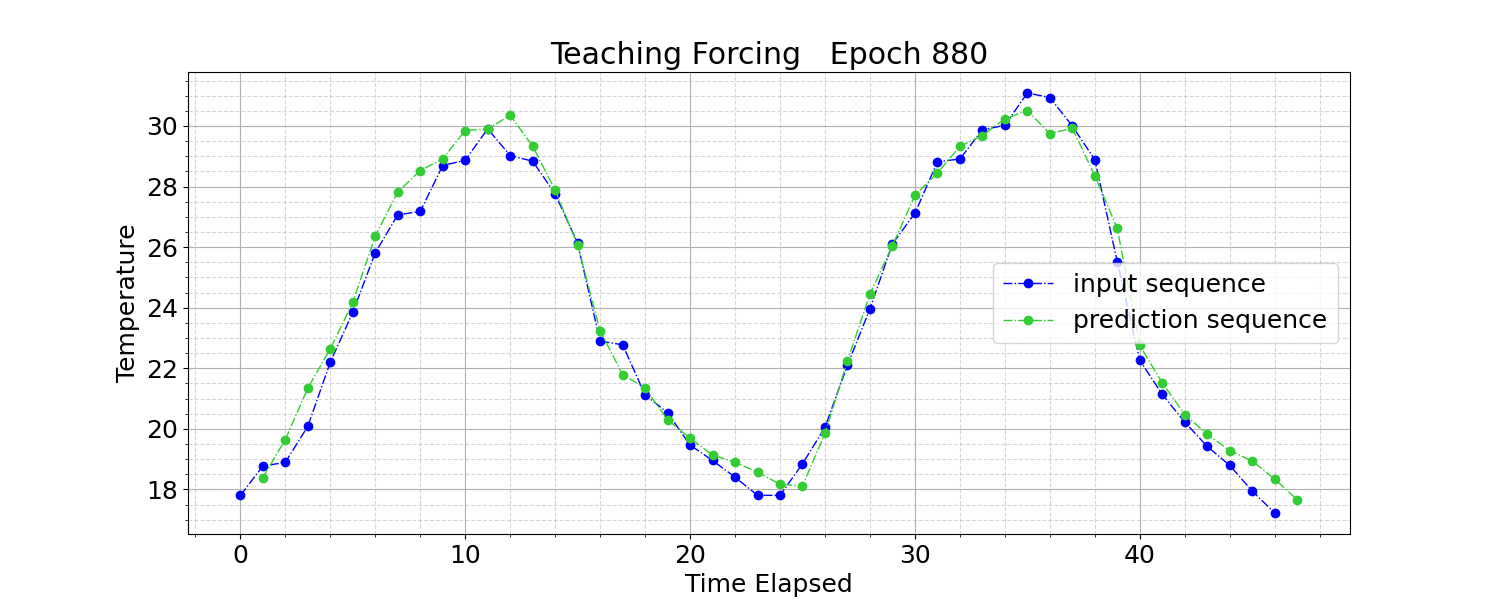 Teaching Forcing   Epoch 880
30
28
26
24
22
20
18
Temperature
input sequence
prediction sequence
0 10 20 30 40
Time Elapsed